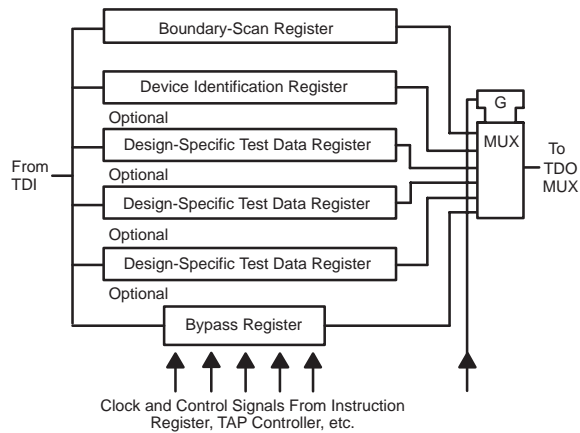 Boundary-Scan Register
Device Identification Register
Optional
Design-Specific Test Data Register
Optional
Design-Specific Test Data Register
Optional
Design-Specific Test Data Register
Optional
Bypass Register
From
TDI
G
MUX
To
TDO
MUX
Clock and Control Signals From Instruction
Register, TAP Controller, etc.